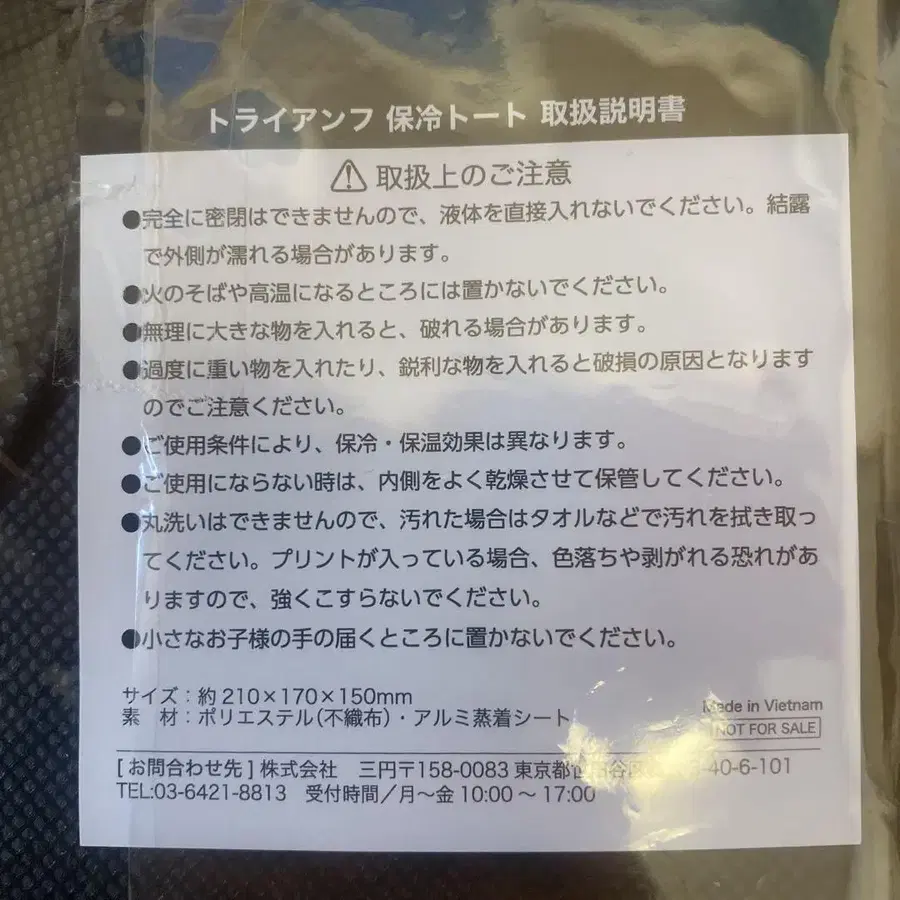 トライアンフ 保冷トート 取扱説明書
⚠ 取扱上のご注意
●完全に密閉はできませんので、液体を直接入れないでください。結露
で外側が濡れる場合があります。
●火のそばや高温になるところには置かないでください。
●無理に大きな物を入れると、破れる場合があります。
●過度に重い物を入れたり、鋭利な物を入れると破損の原因となります
のでご注意ください。
●ご使用条件により、保冷・保温効果は異なります。
●ご使用にならない時は、内側をよく乾燥させて保管してください。
●丸洗いはできませんので、汚れた場合はタオルなどで汚れを拭き取っ
てください。プリントが入っている場合、色落ちや剥がれる恐れがあ
りますので、強くこすらないでください。
●小さなお子様の手の届くところに置かないでください。
サイズ：約210×170×150mm
素　材：ポリエステル(不織布)・アルミ蒸着シート
Made in Vietnam
NOT FOR SALE
[お問合わせ先] 株式会社　三円〒158-0083 東京都世田谷区 -40-6-101
TEL:03-6421-8813　受付時間／月～金 10:00 ～ 17:00